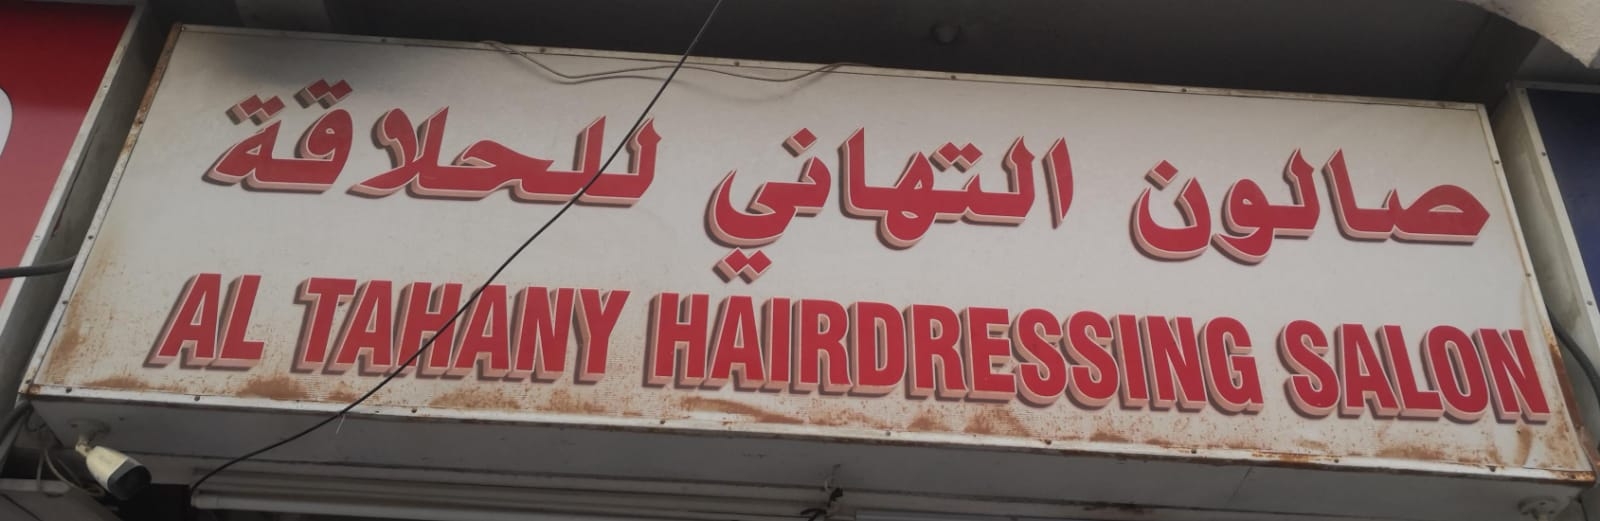 صالون التهاني للحلاقة
AL TAHANY HAIRDRESSING SALON